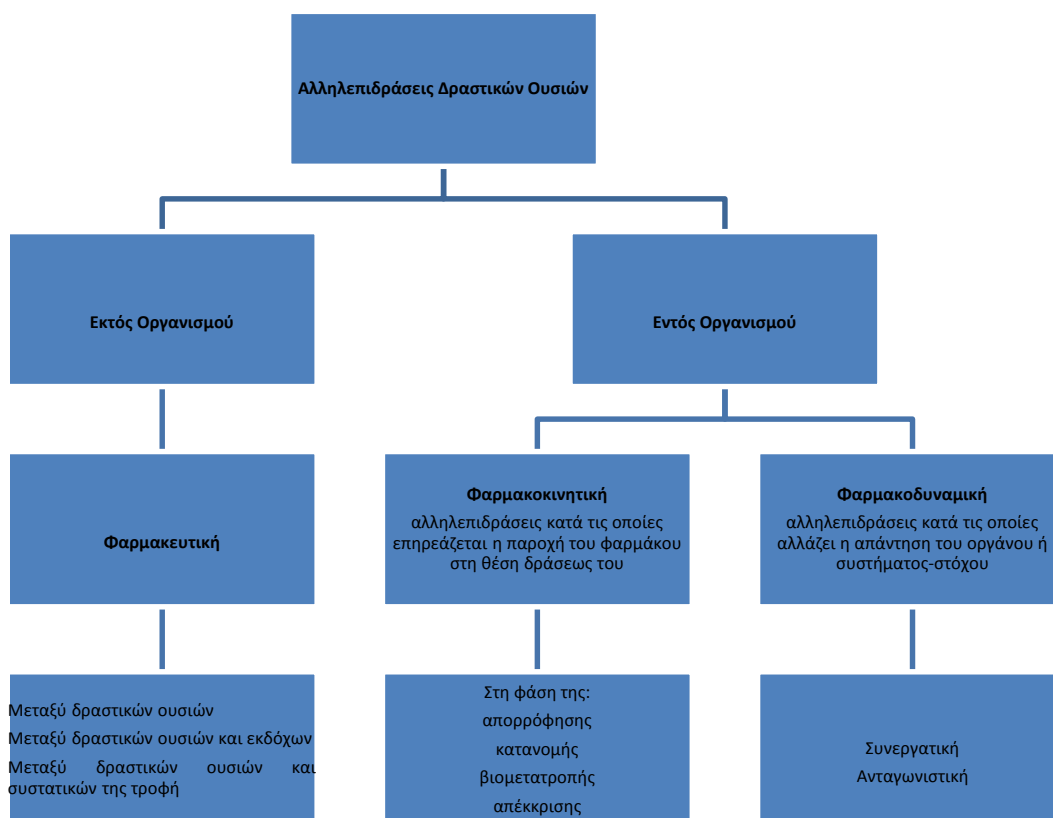 Αλληλεπιδράσεις Δραστικών Ουσιών
Εκτός Οργανισμού
Εντός Οργανισμού
Φαρμακευτική
Φαρμακοκινητική
αλληλεπιδράσεις κατά τις οποίες
επηρεάζεται η παροχή του φαρμάκου
στη θέση δράσεως του
Φαρμακοδυναμική
αλληλεπιδράσεις κατά τις οποίες
αλλάζει η απάντηση του οργάνου ή
συστήματος-στόχου
Μεταξύ δραστικών ουσιών
Μεταξύ δραστικών ουσιών και εκδόχων
Μεταξύ δραστικών ουσιών και
συστατικών της τροφή
Στη φάση της:
απορρόφησης
κατανομής
βιομετατροπής
απέκκρισης
Συνεργατική
Ανταγωνιστική